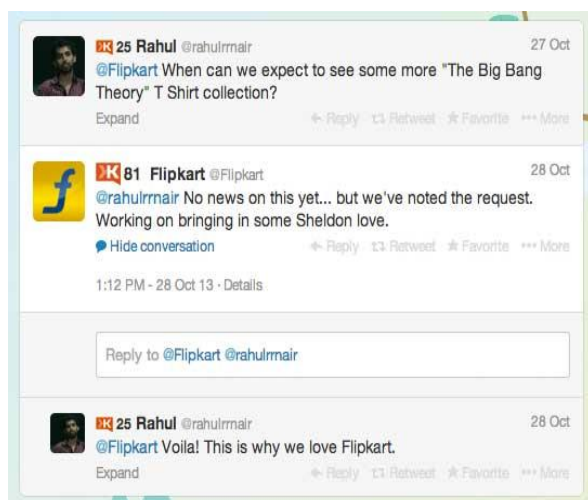 K 25 Rahul @rahulrrnair 27 Oct
@Flipkart When can we expect to see some more "The Big Bang
Theory" T Shirt collection?
Expand Reply Retweet Favorite More
K 81 Flipkart @Flipkart 28 Oct
@rahulrrnair No news on this yet... but we've noted the request.
Working on bringing in some Sheldon love.
Hide conversation Reply Retweet Favorite More
1:12 PM - 28 Oct 13 · Details
Reply to @Flipkart @rahulrrnair
K 25 Rahul @rahulrrnair 28 Oct
@Flipkart Voila! This is why we love Flipkart.
Expand Reply Retweet Favorite More